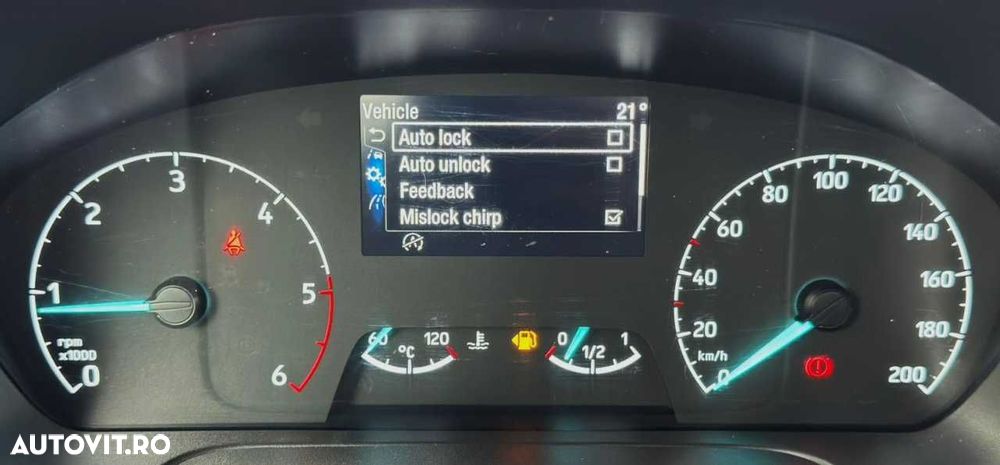 Vehicle 21°
Auto lock
Auto unlock
Feedback
Mislock chirp
0 1 2 3 4 5 6
rpm
x1000
60 120
°C
0 1/2 1
0 20 40 60 80 100 120 140 160 180 200
km/h
AUTOVIT.RO